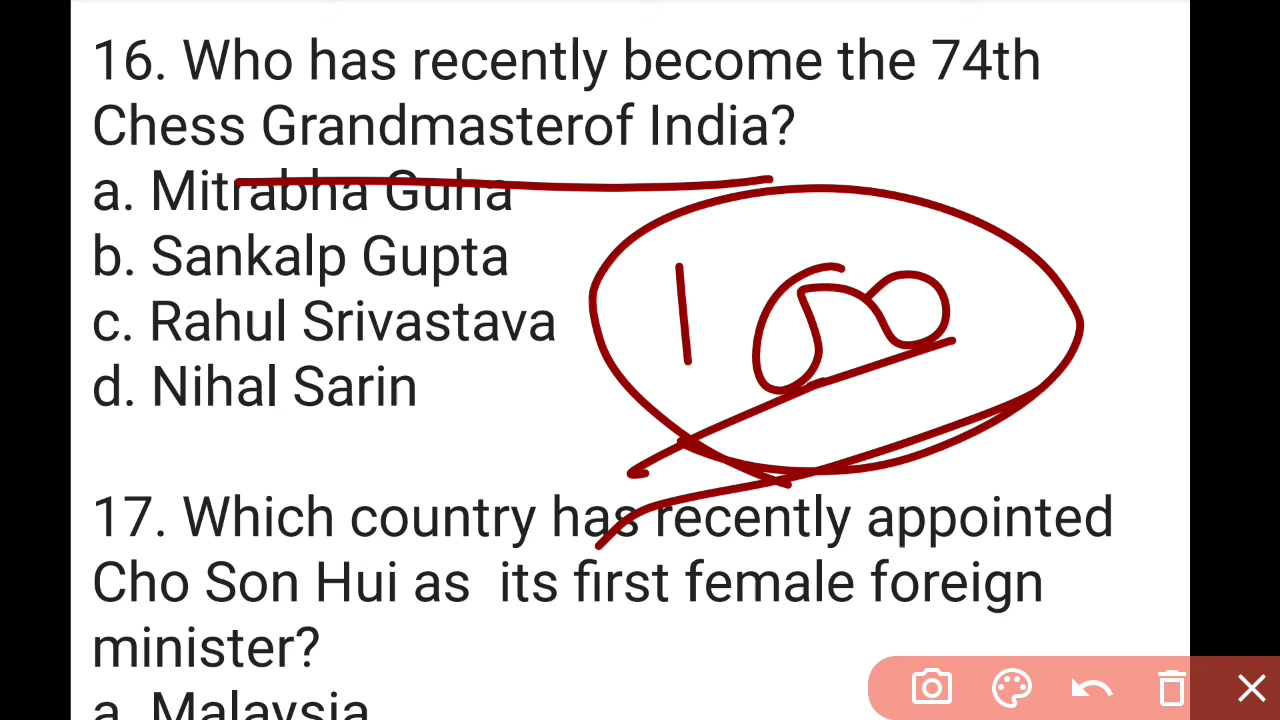 16. Who has recently become the 74th
Chess Grandmasterof India?
a. Mitrabha Guha
b. Sankalp Gupta
c. Rahul Srivastava
d. Nihal Sarin
100
17. Which country has recently appointed
Cho Son Hui as  its first female foreign
minister?
a. Malaysia